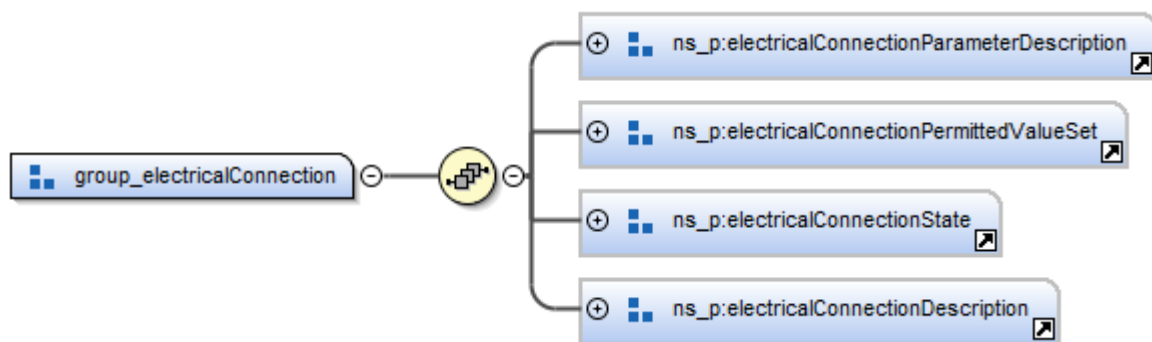 ns_p:electricalConnectionParameterDescription
ns_p:electricalConnectionPermittedValueSet
group_electricalConnection
ns_p:electricalConnectionState
ns_p:electricalConnectionDescription